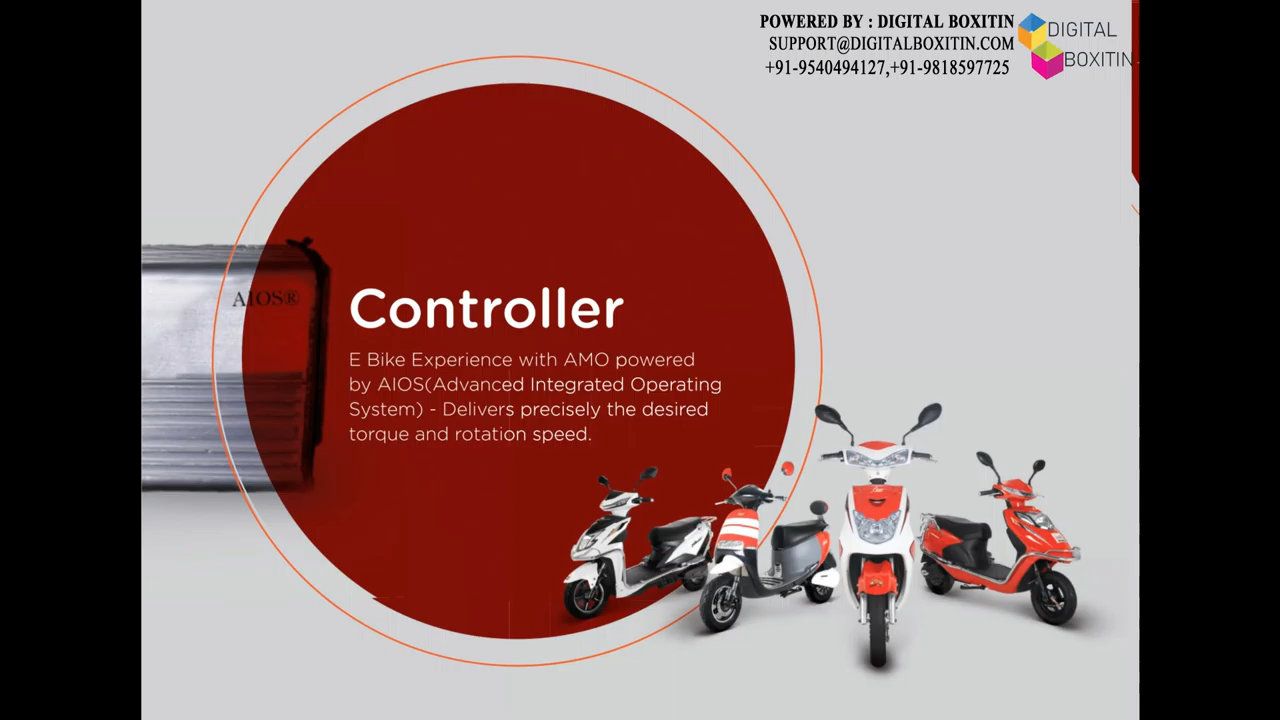 POWERED BY : DIGITAL BOXITIN
SUPPORT@DIGITALBOXITIN.COM
+91-9540494127,+91-9818597725
DIGITAL
BOXITIN
AIOS®
Controller
E Bike Experience with AMO powered
by AIOS(Advanced Integrated Operating
System) - Delivers precisely the desired
torque and rotation speed.